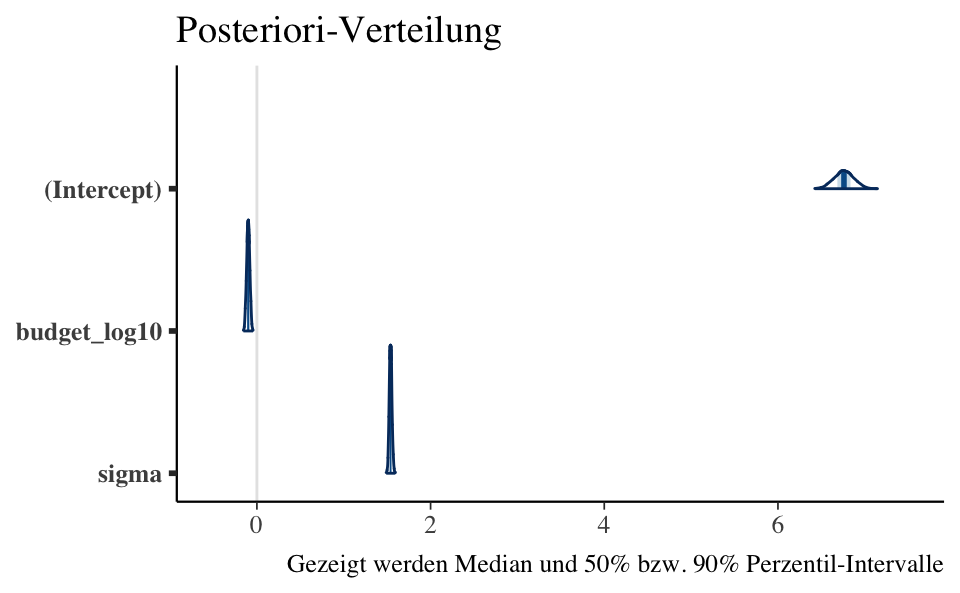 Posteriori-Verteilung
(Intercept)
budget_log10
sigma
0 2 4 6
Gezeigt werden Median und 50% bzw. 90% Perzentil-Intervalle